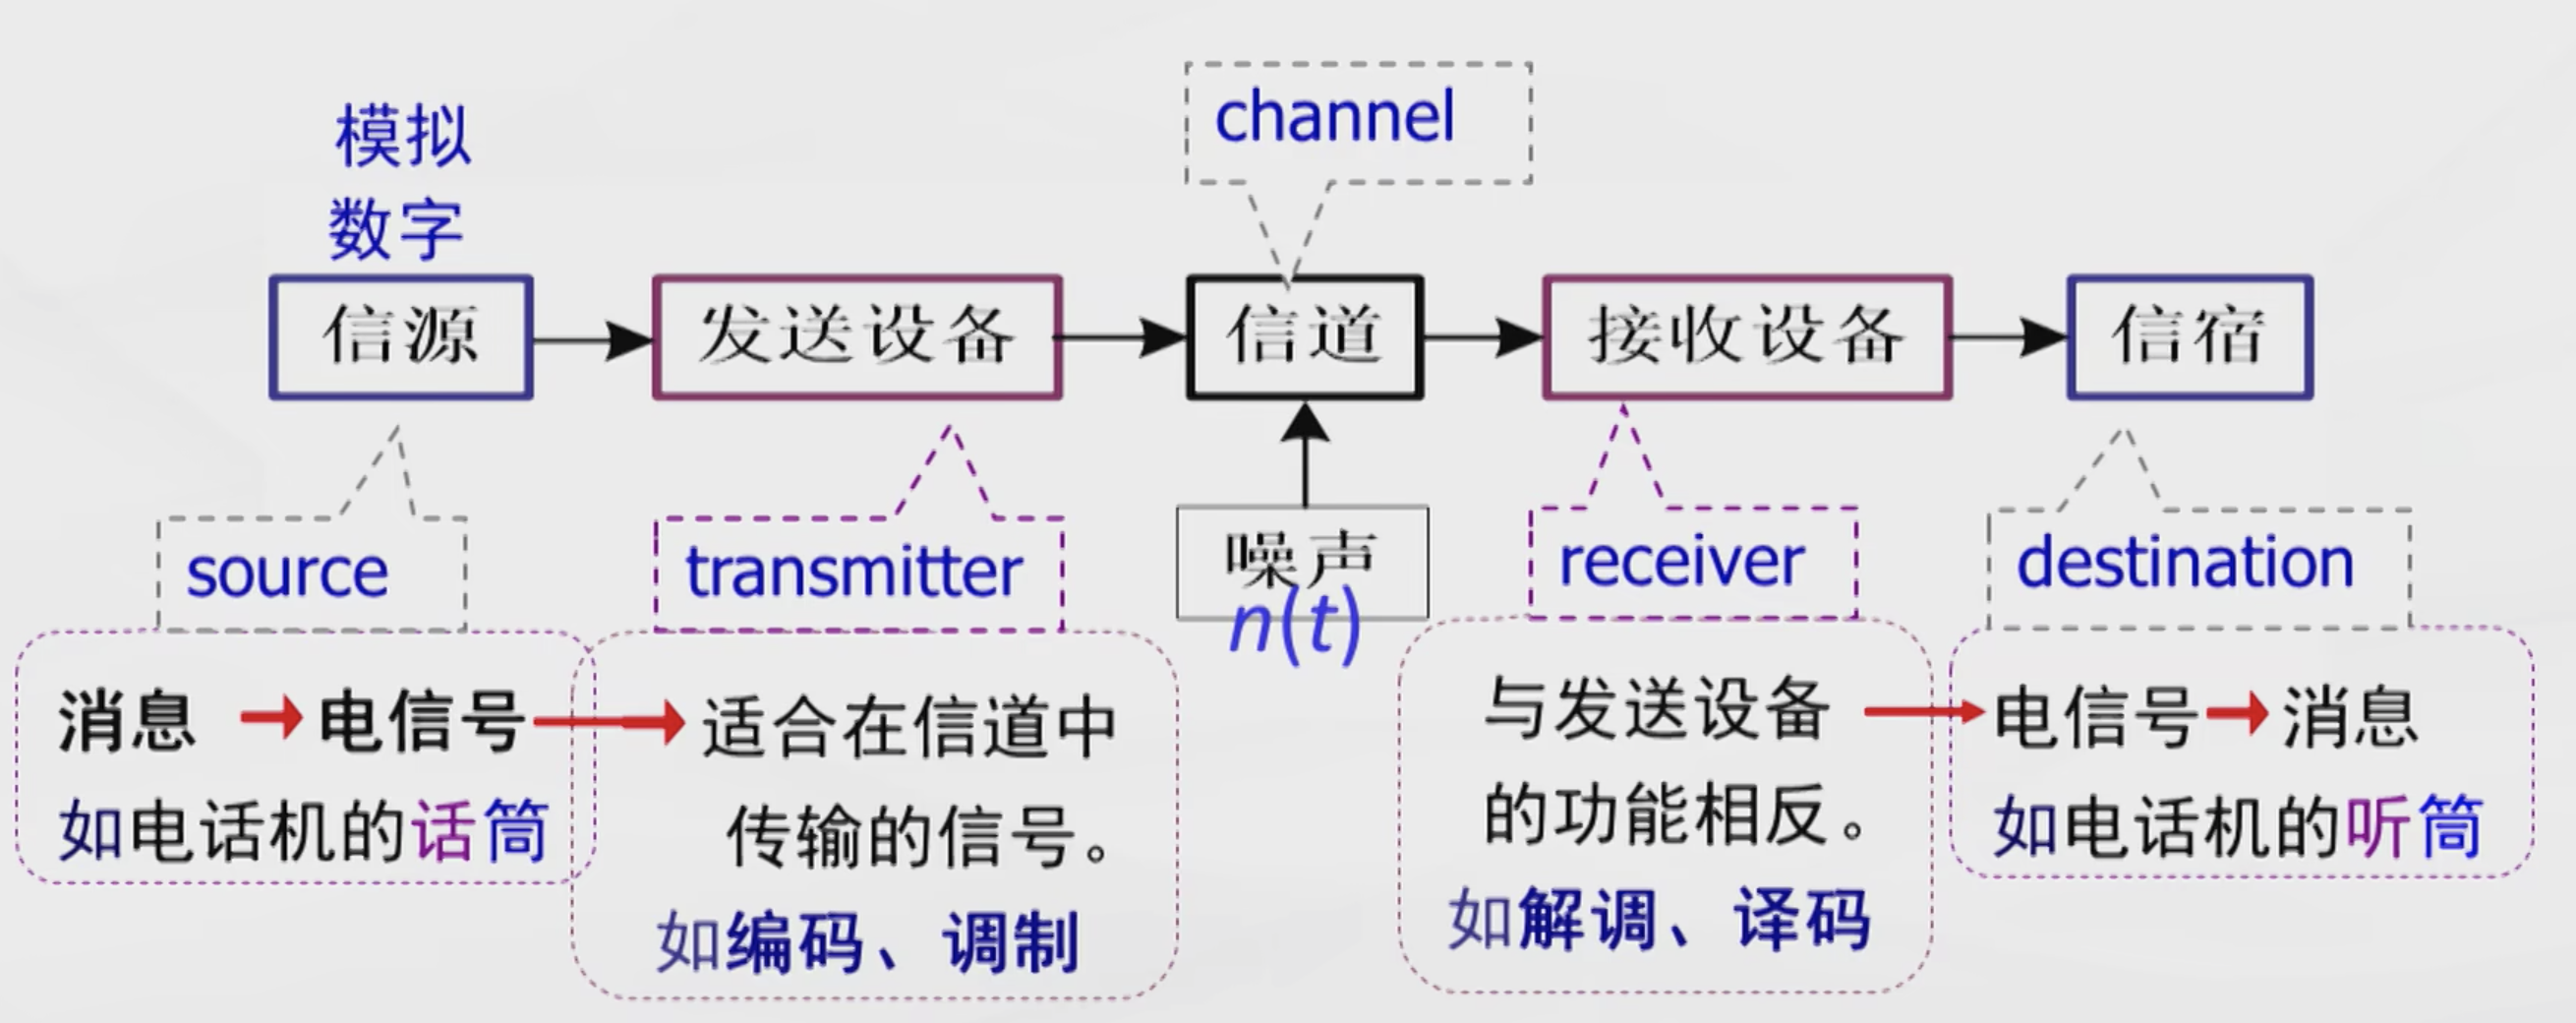 模拟
数字
channel
信源
发送设备
信道
接收设备
信宿
噪声
n(t)
source
transmitter
receiver
destination
消息 电信号
如电话机的话筒
适合在信道中
传输的信号。
如编码、调制
与发送设备
的功能相反。
如解调、译码
电信号 消息
如电话机的听筒